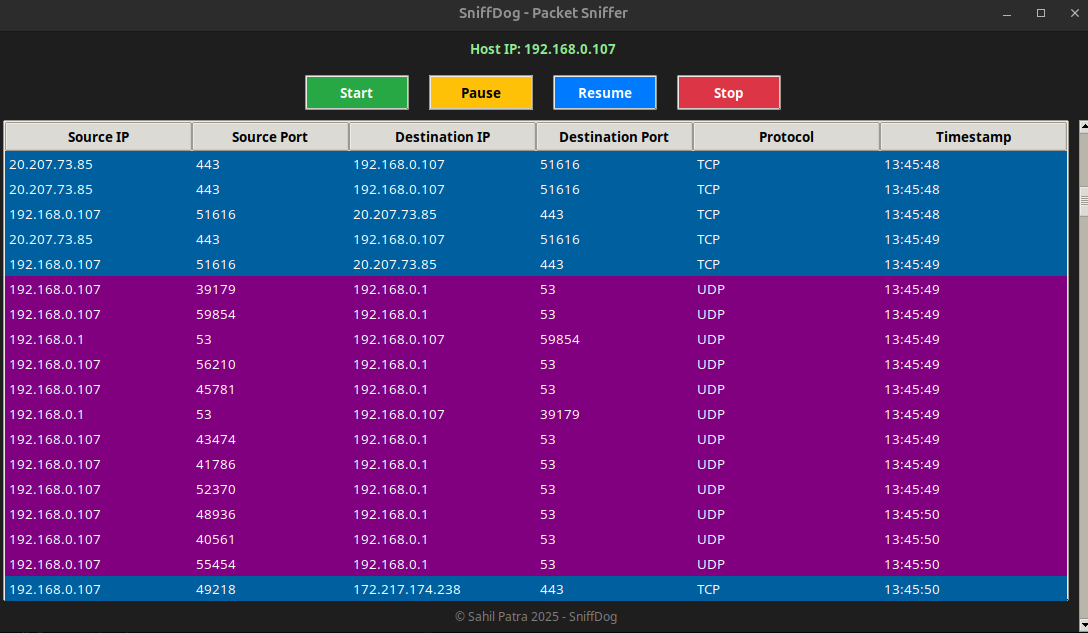 SniffDog - Packet Sniffer
Host IP: 192.168.0.107
Start Pause Resume Stop
Source IP Source Port Destination IP Destination Port Protocol Timestamp
20.207.73.85 443 192.168.0.107 51616 TCP 13:45:48
20.207.73.85 443 192.168.0.107 51616 TCP 13:45:48
192.168.0.107 51616 20.207.73.85 443 TCP 13:45:48
20.207.73.85 443 192.168.0.107 51616 TCP 13:45:49
192.168.0.107 51616 20.207.73.85 443 TCP 13:45:49
192.168.0.107 39179 192.168.0.1 53 UDP 13:45:49
192.168.0.107 59854 192.168.0.1 53 UDP 13:45:49
192.168.0.1 53 192.168.0.107 59854 UDP 13:45:49
192.168.0.107 56210 192.168.0.1 53 UDP 13:45:49
192.168.0.107 45781 192.168.0.1 53 UDP 13:45:49
192.168.0.1 53 192.168.0.107 39179 UDP 13:45:49
192.168.0.107 43474 192.168.0.1 53 UDP 13:45:49
192.168.0.107 41786 192.168.0.1 53 UDP 13:45:49
192.168.0.107 52370 192.168.0.1 53 UDP 13:45:49
192.168.0.107 48936 192.168.0.1 53 UDP 13:45:50
192.168.0.107 40561 192.168.0.1 53 UDP 13:45:50
192.168.0.107 55454 192.168.0.1 53 UDP 13:45:50
192.168.0.107 49218 172.217.174.238 443 TCP 13:45:50
© Sahil Patra 2025 - SniffDog